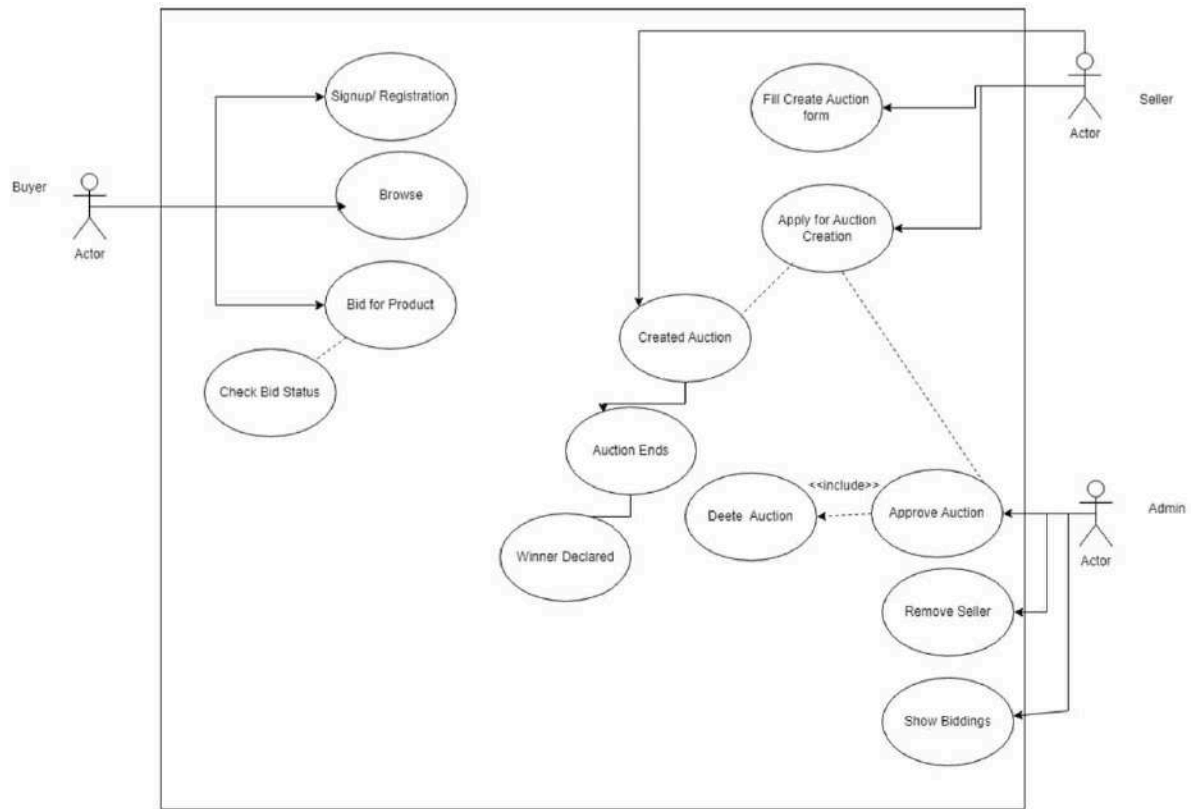 Signup/ Registration
Fill Create Auction
form
Seller
Actor
Buyer
Browse
Actor
Apply for Auction
Creation
Bid for Product
Created Auction
Check Bid Status
Auction Ends
<<include>>
Deete Auction
Approve Auction
Admin
Winner Declared
Actor
Remove Seller
Show Biddings